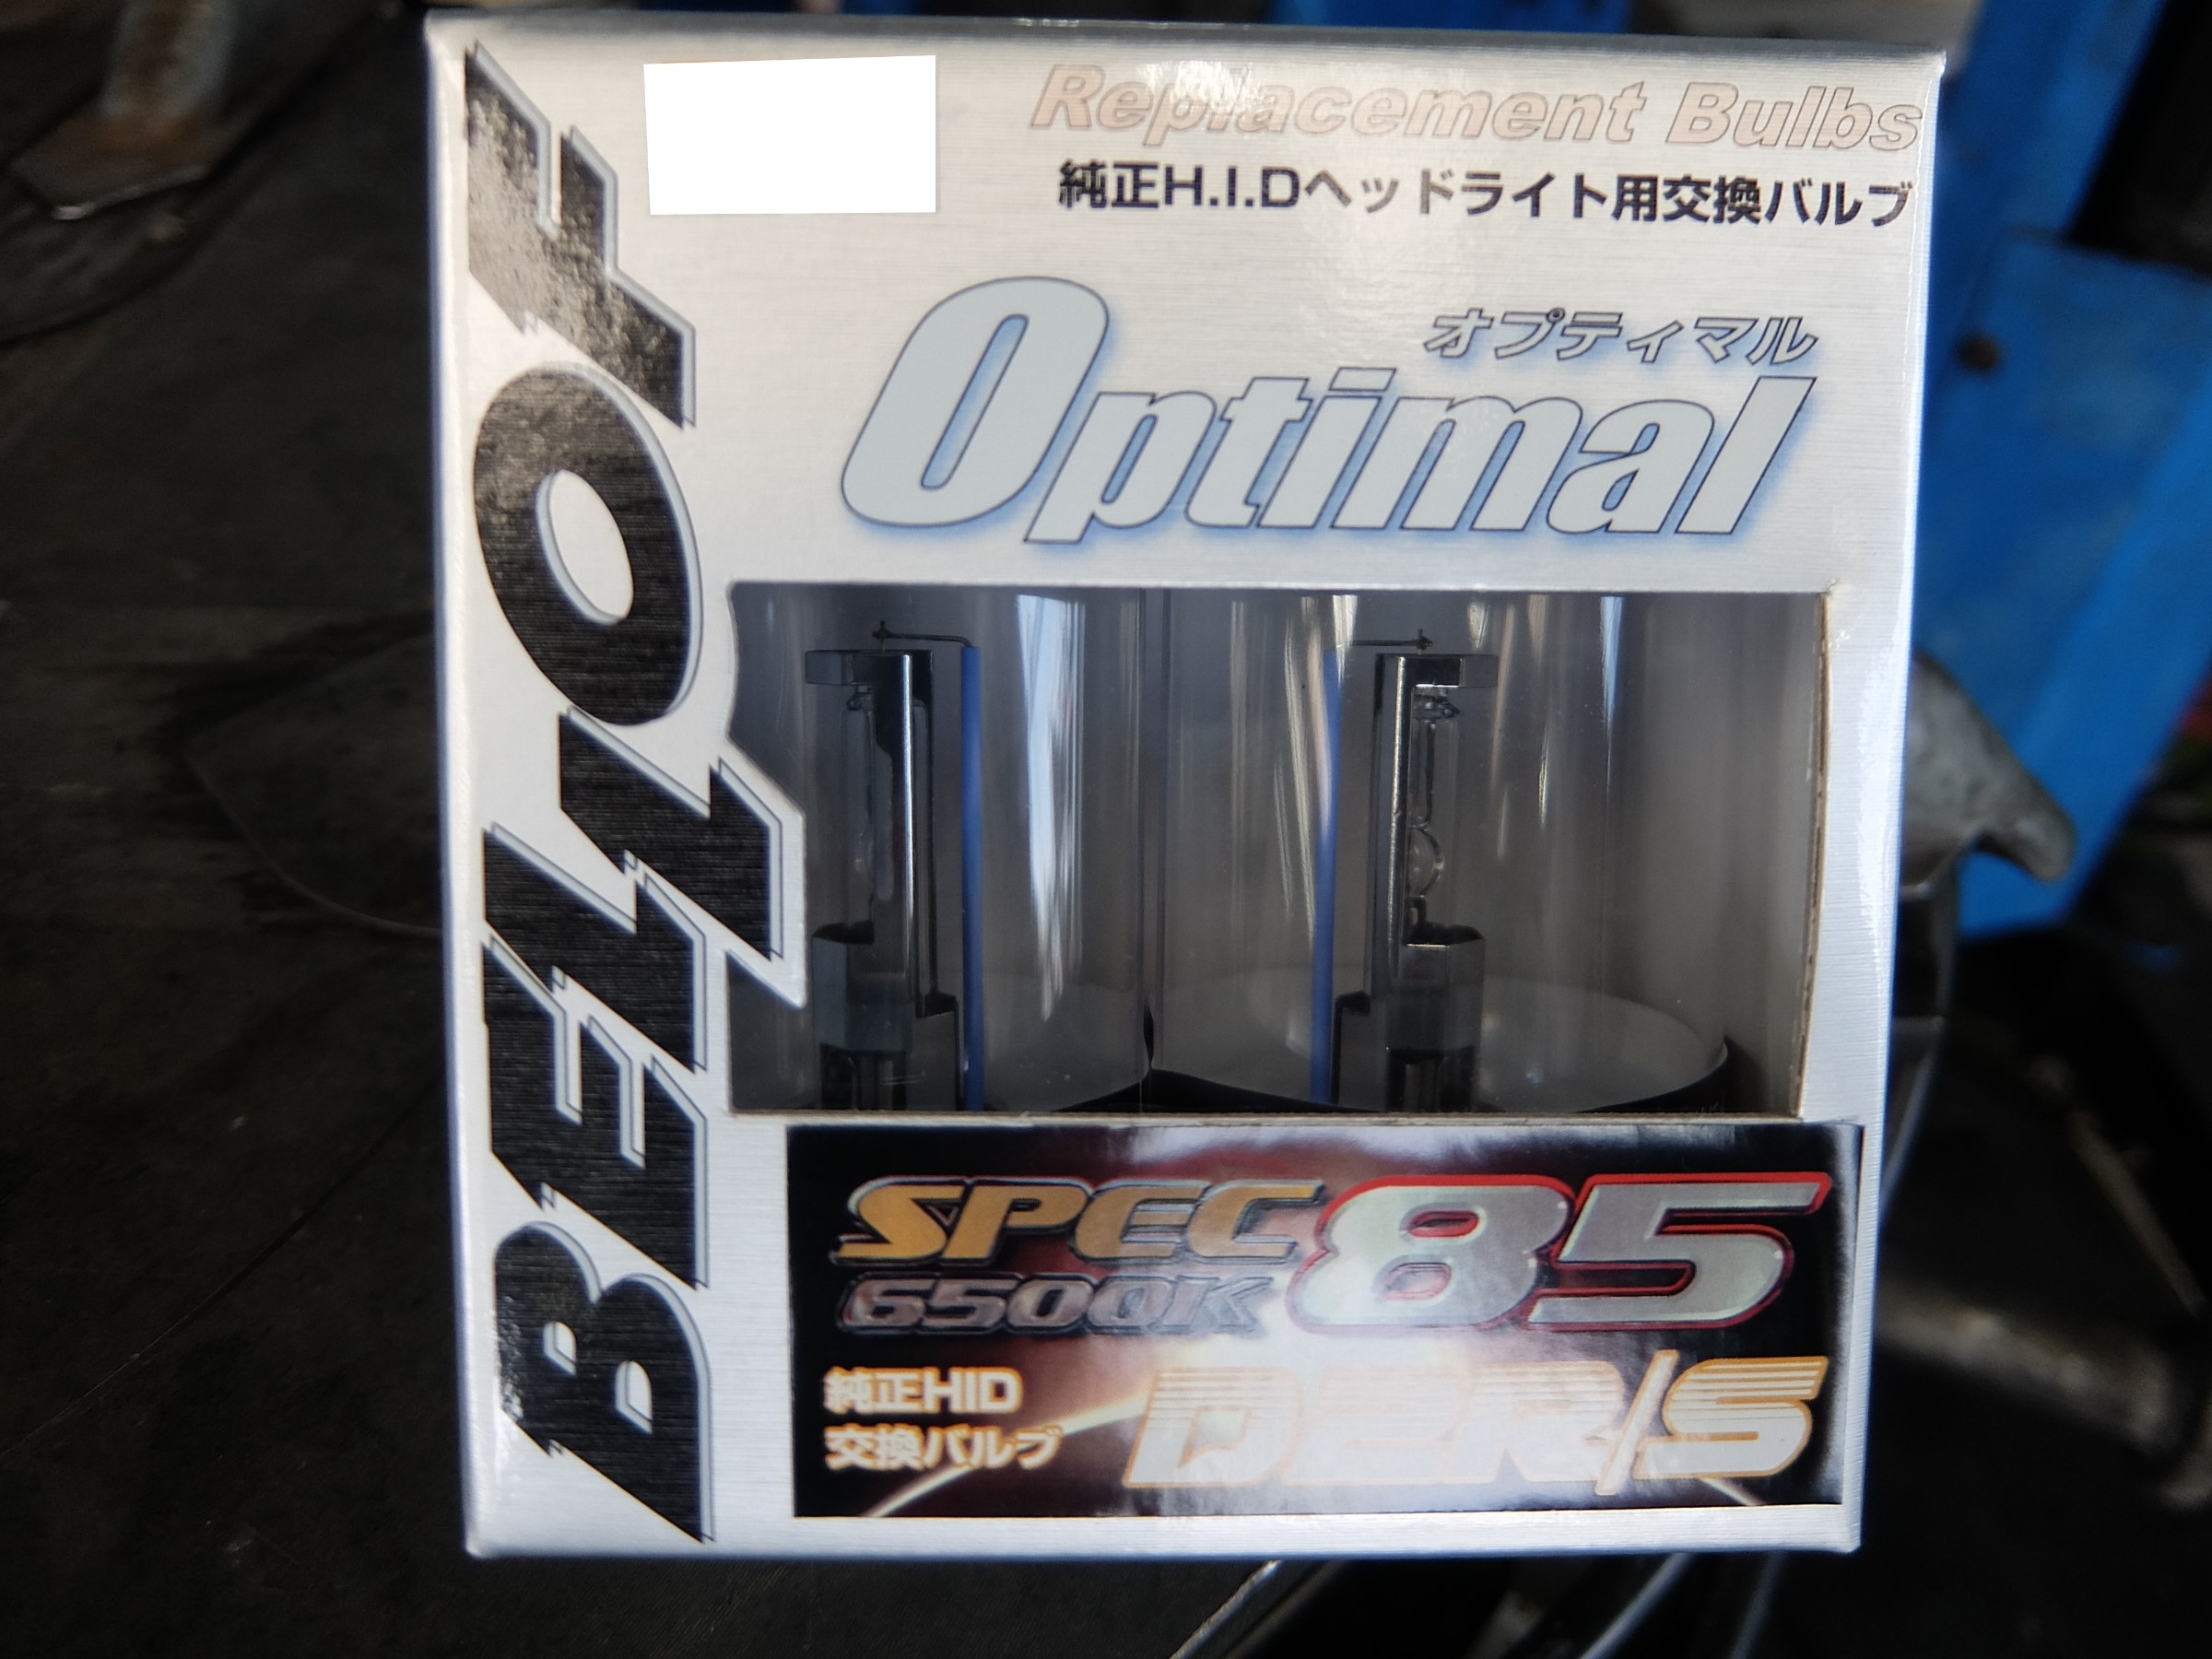 BELLOF
Replacement Bulbs
純正H.I.Dヘッドライト用交換バルブ
オプティマル
Optimal
SPEC 85
6500K
純正HID
交換バルブ
D2R/S